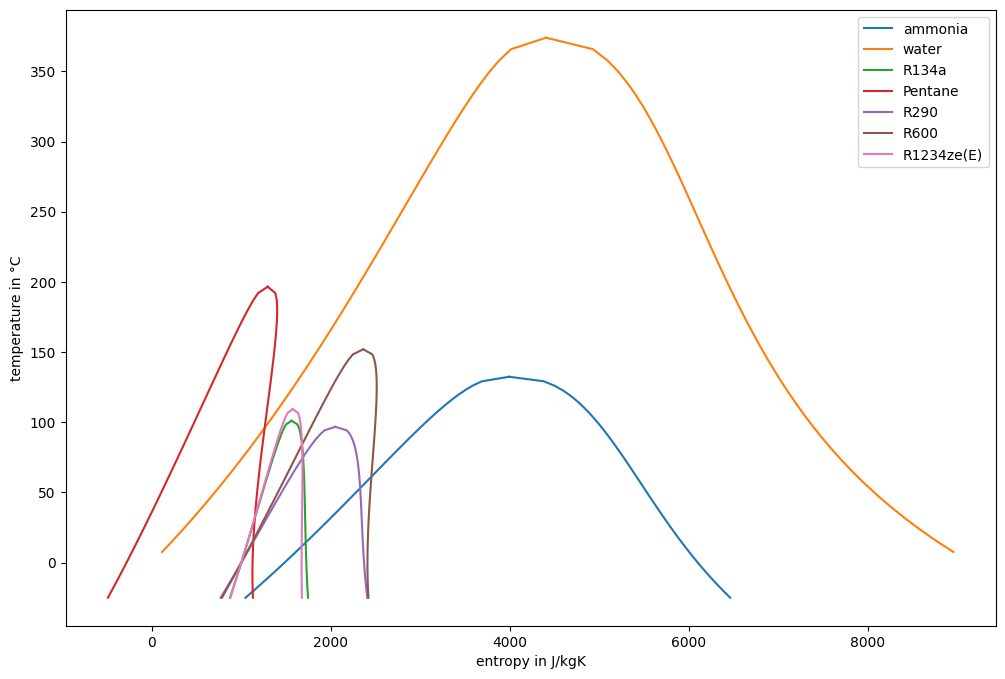 ammonia
water
R134a
Pentane
R290
R600
R1234ze(E)
temperature in °C
350
300
250
200
150
100
50
0
0 2000 4000 6000 8000
entropy in J/kgK